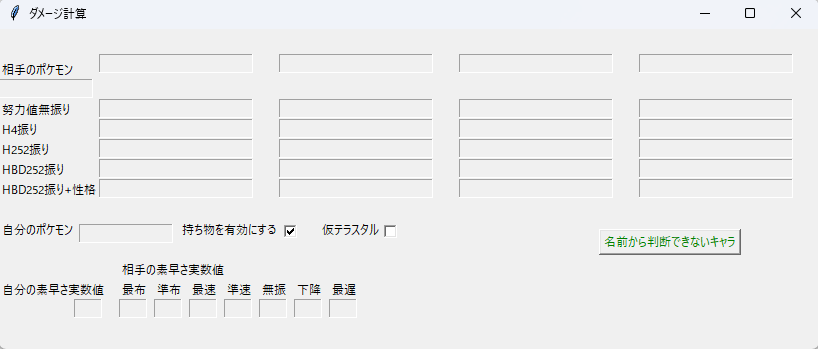 ダメージ計算
相手のポケモン
努力値無振り
H4振り
H252振り
HBD252振り
HBD252振り+性格
自分のポケモン 持ち物を有効にする 仮テラスタル
名前から判断できないキャラ
相手の素早さ実数値
自分の素早さ実数値 最布 準布 最速 準速 無振 下降 最遅